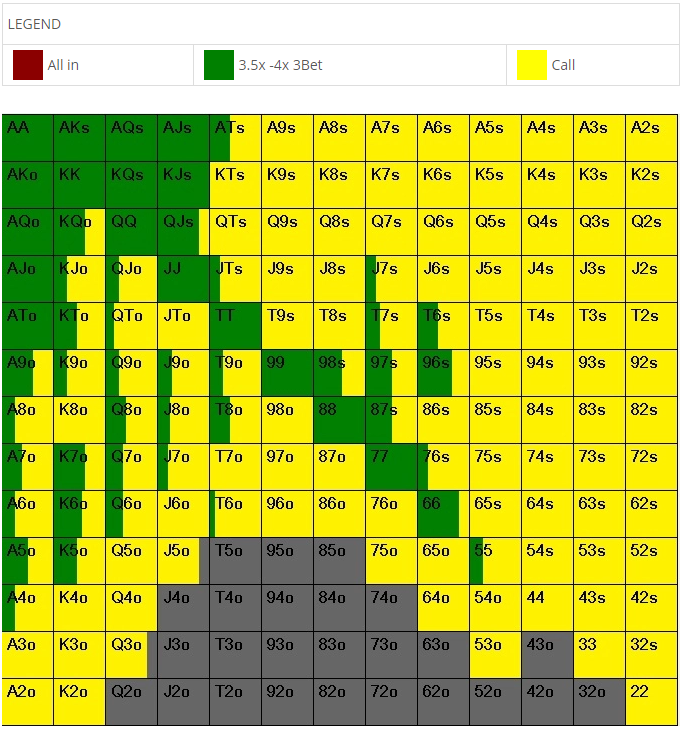 LEGEND
All in 3.5x -4x 3Bet Call
AA AKs AQs AJs ATs A9s A8s A7s A6s A5s A4s A3s A2s
AKo KK KQs KJs KTs K9s K8s K7s K6s K5s K4s K3s K2s
AQo KQo QQ QJs QTs Q9s Q8s Q7s Q6s Q5s Q4s Q3s Q2s
AJo KJo QJo JJ JTs J9s J8s J7s J6s J5s J4s J3s J2s
ATo KTo QTo JTo TT T9s T8s T7s T6s T5s T4s T3s T2s
A9o K9o Q9o J9o T9o 99 98s 97s 96s 95s 94s 93s 92s
A8o K8o Q8o J8o T8o 98o 88 87s 86s 85s 84s 83s 82s
A7o K7o Q7o J7o T7o 97o 87o 77 76s 75s 74s 73s 72s
A6o K6o Q6o J6o T6o 96o 86o 76o 66 65s 64s 63s 62s
A5o K5o Q5o J5o T5o 95o 85o 75o 65o 55 54s 53s 52s
A4o K4o Q4o J4o T4o 94o 84o 74o 64o 54o 44 43s 42s
A3o K3o Q3o J3o T3o 93o 83o 73o 63o 53o 43o 33 32s
A2o K2o Q2o J2o T2o 92o 82o 72o 62o 52o 42o 32o 22